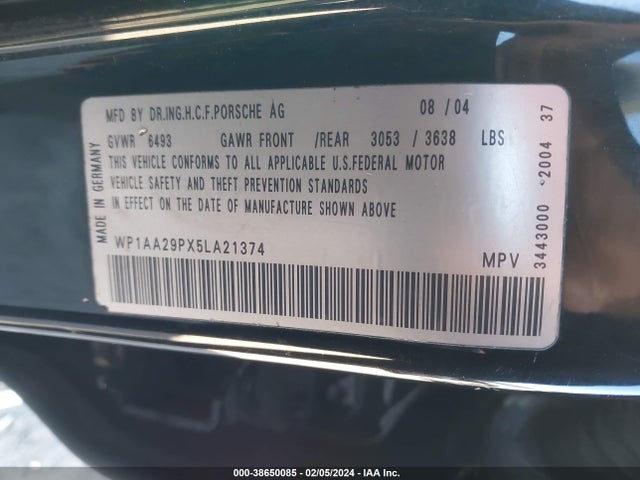 MFD BY DR.ING.H.C.F.PORSCHE AG 08/04
GVWR 6493 GAWR FRONT /REAR 3053 / 3638 LBS
THIS VEHICLE CONFORMS TO ALL APPLICABLE U.S.FEDERAL MOTOR
VEHICLE SAFETY AND THEFT PREVENTION STANDARDS
IN EFFECT ON THE DATE OF MANUFACTURE SHOWN ABOVE
WP1AA29PX5LA21374
MPV
MADE IN GERMANY
3443000 ©2004 37
000-38650085 - 02/05/2024 - IAA Inc.